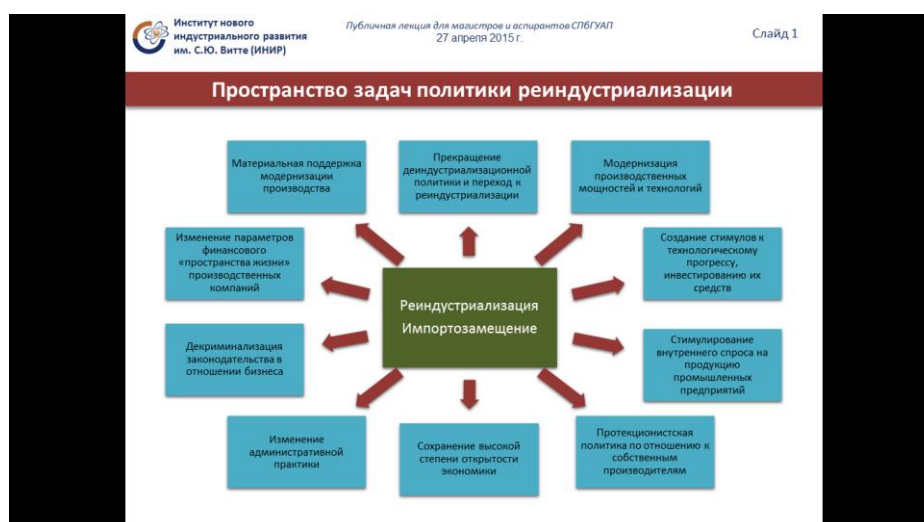 Институт нового
индустриального развития
им. С.Ю. Витте (ИНИР)
Публичная лекция для магистров и аспирантов СПбГУАП
27 апреля 2015 г.
Слайд 1
Пространство задач политики реиндустриализации
Материальная поддержка
модернизации
производства
Прекращение
деиндустриализационной
политики и переход к
реиндустриализации
Модернизация
производственных
мощностей и технологий
Изменение параметров
финансового
«пространства жизни»
производственных
компаний
Создание стимулов к
технологическому
прогрессу,
инвестированию их
средств
Реиндустриализация
Импортозамещение
Декриминализация
законодательства в
отношении бизнеса
Стимулирование
внутреннего спроса на
продукцию
промышленных
предприятий
Изменение
административной
практики
Сохранение высокой
степени открытости
экономики
Протекционистская
политика по отношению к
собственным
производителям